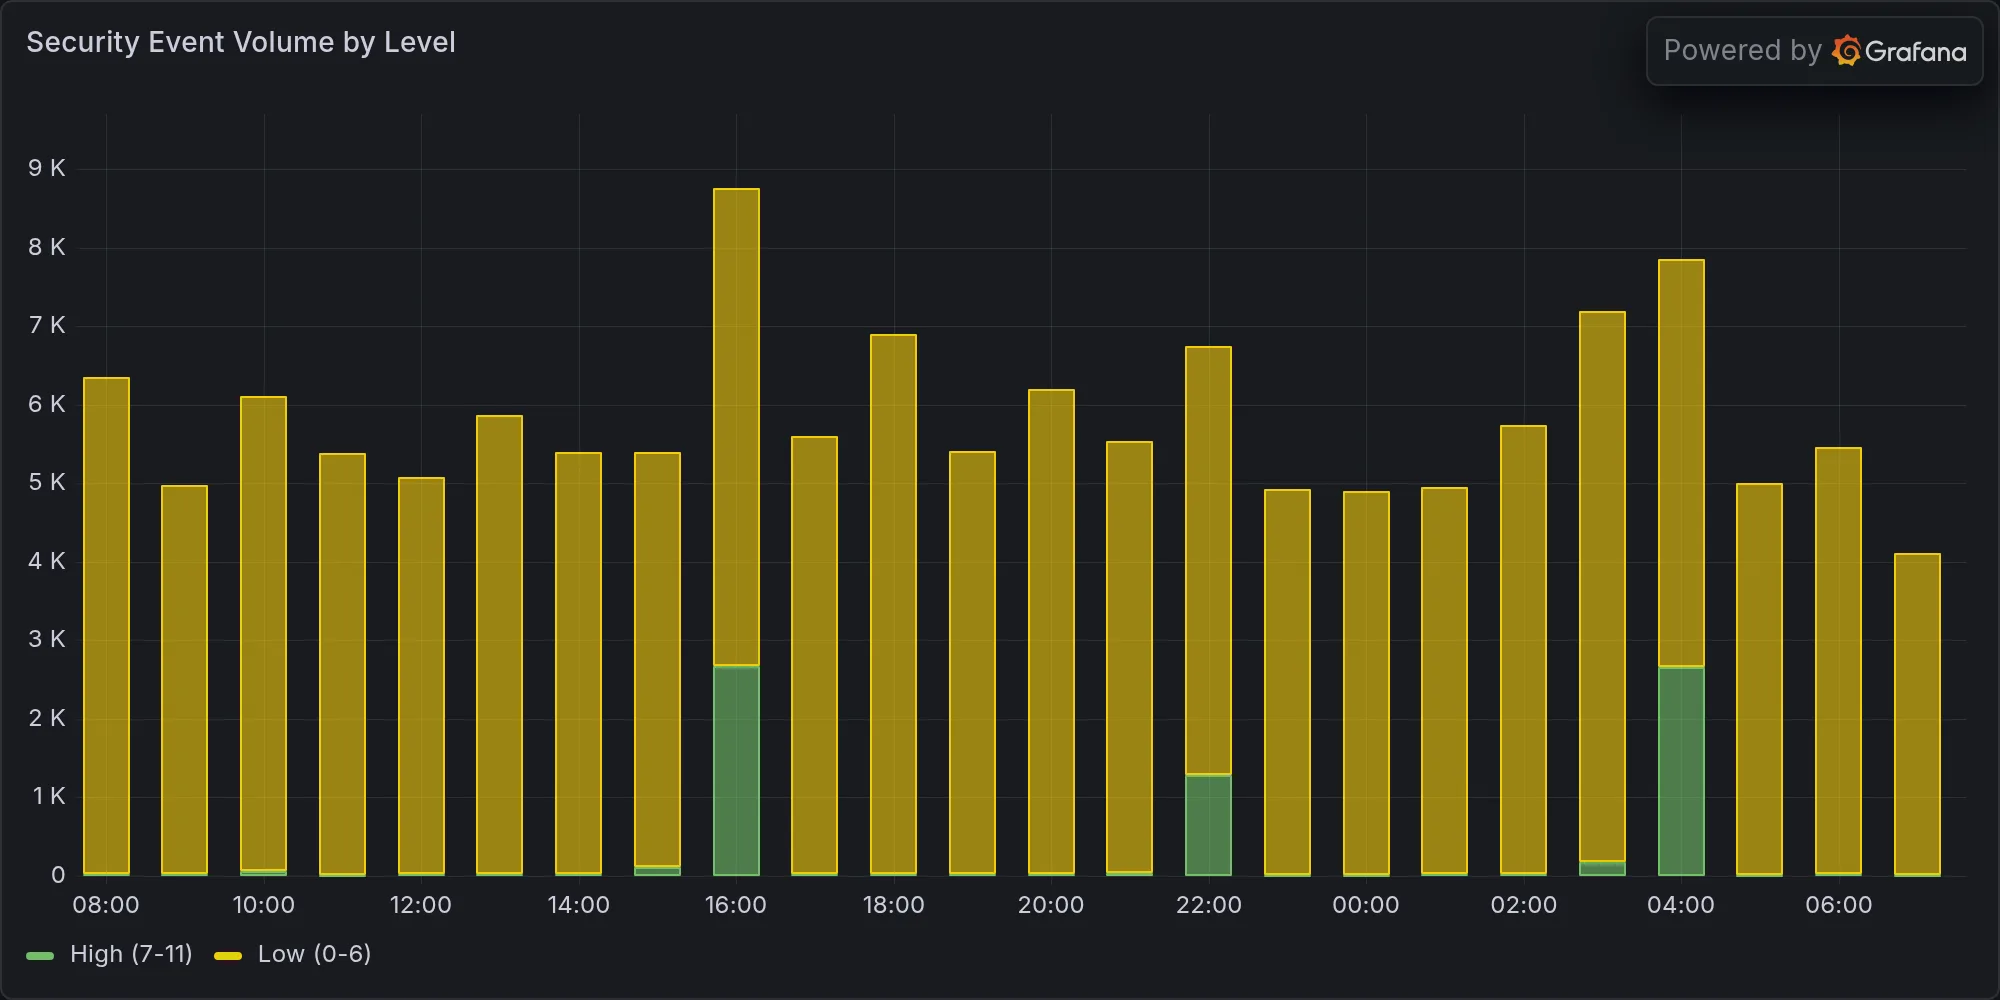 Security Event Volume by Level
Powered by Grafana
9 K
8 K
7 K
6 K
5 K
4 K
3 K
2 K
1 K
0
08:00 10:00 12:00 14:00 16:00 18:00 20:00 22:00 00:00 02:00 04:00 06:00
High (7-11) Low (0-6)